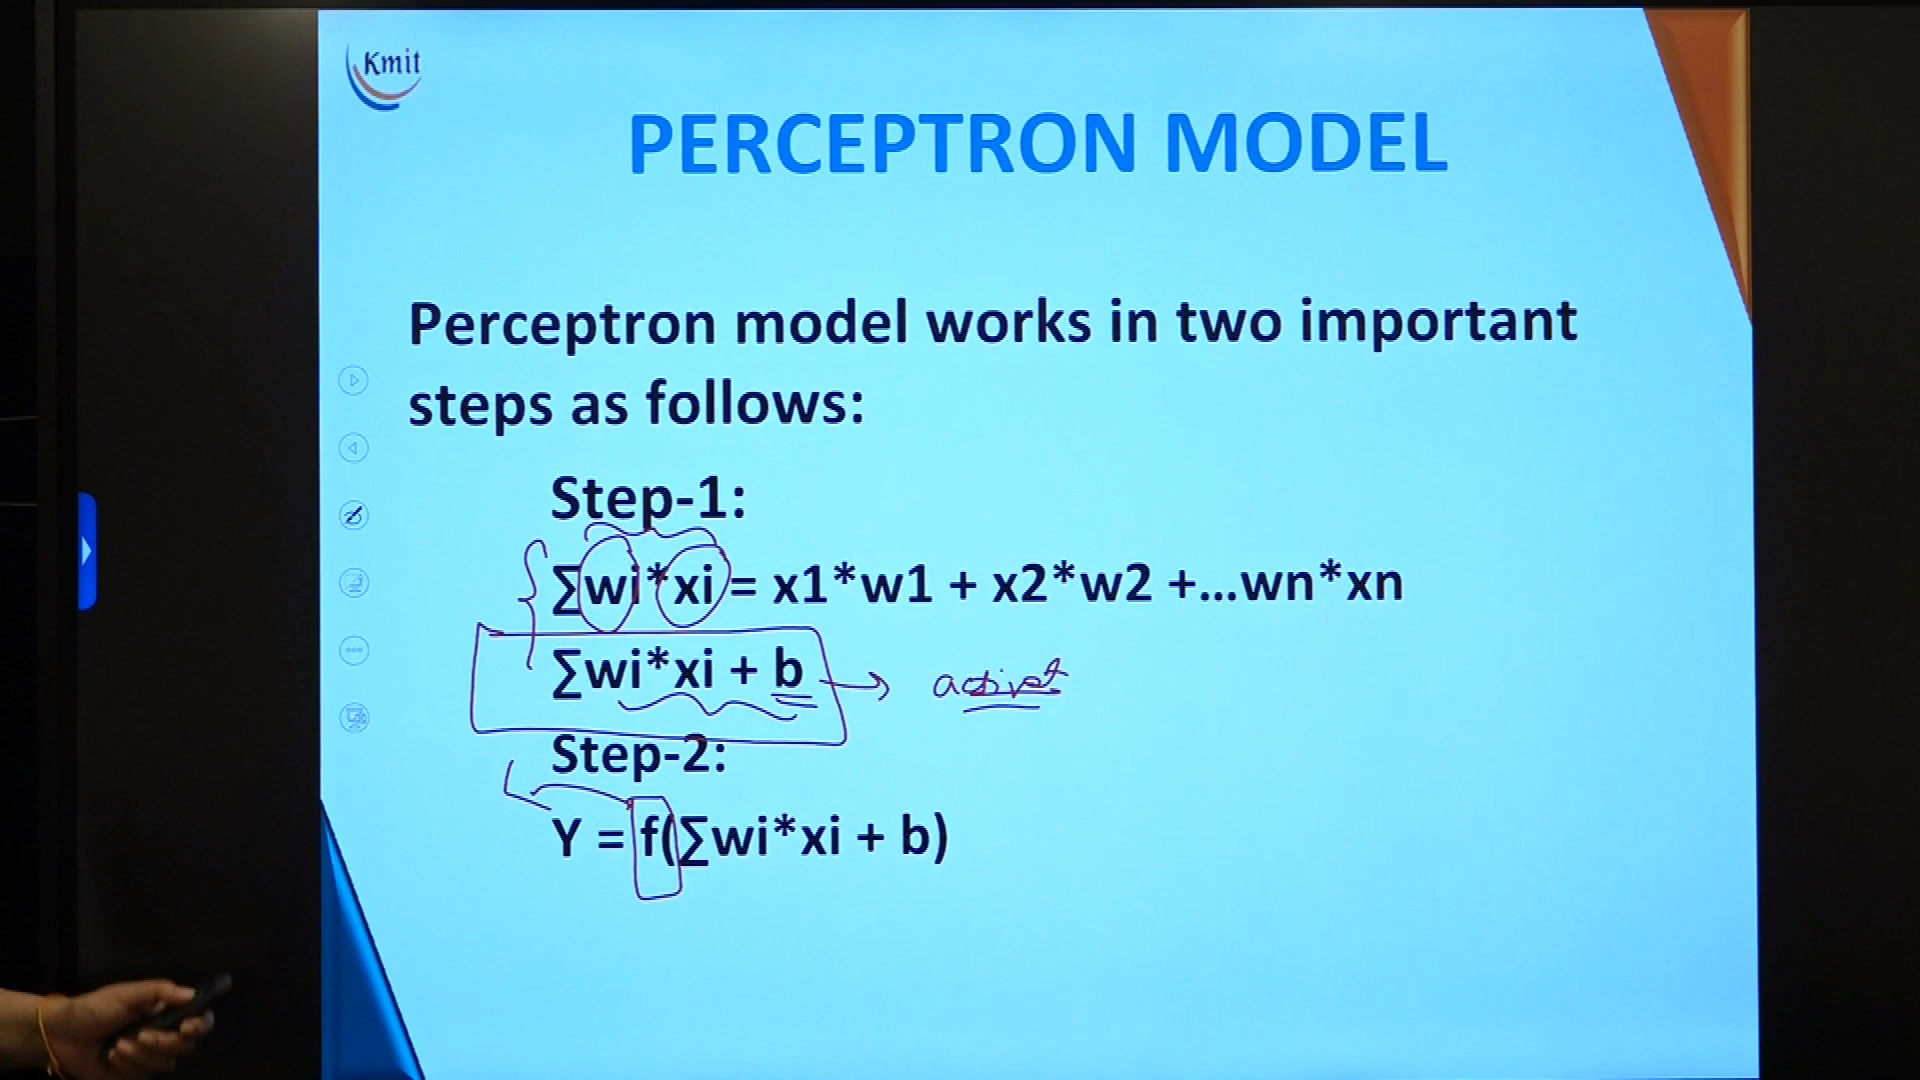 Kmit
PERCEPTRON MODEL
Perceptron model works in two important
steps as follows:
Step-1:
∑wi*xi = x1*w1 + x2*w2 +...wn*xn
∑wi*xi + b
Step-2:
Y = f(∑wi*xi + b)